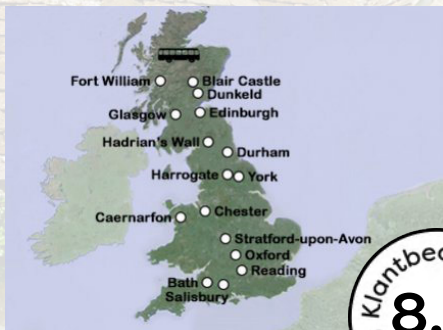 Fort William
Blair Castle
Dunkeld
Glasgow
Edinburgh
Hadrian's Wall
Durham
Harrogate
York
Caernarfon
Chester
Stratford-upon-Avon
Oxford
Reading
Bath
Salisbury
Klantbeo
8.